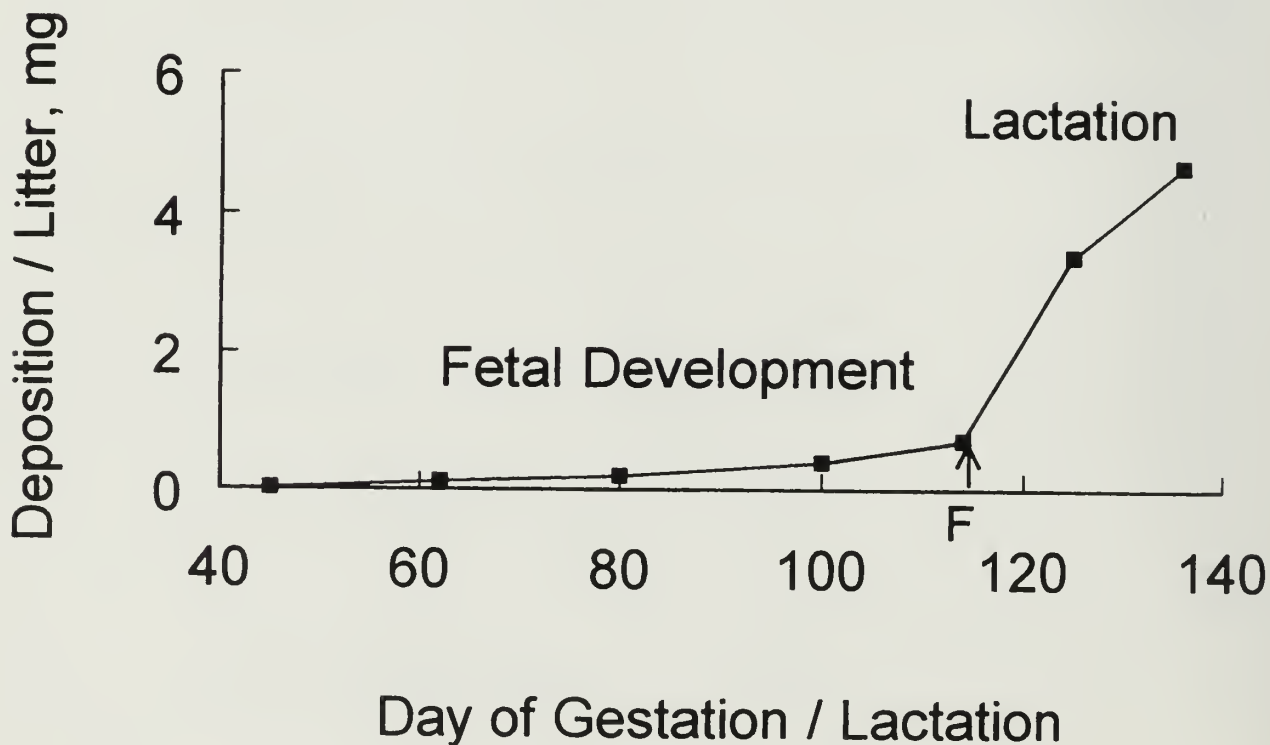 Deposition / Litter, mg
6
4
2
0
Lactation
Fetal Development
F
40 60 80 100 120 140
Day of Gestation / Lactation